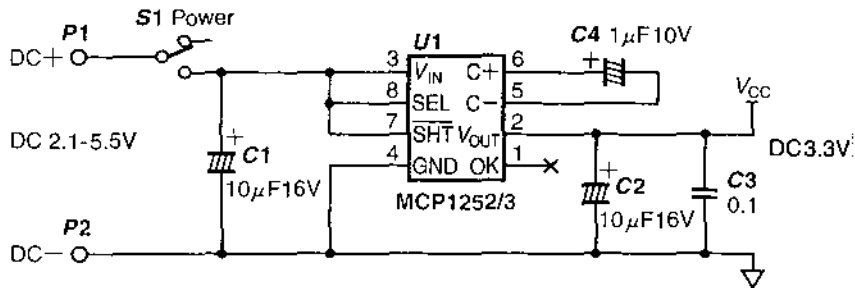 P1
S1 Power
DC+
U1
C4 1μF10V
+
3 VIN C+ 6
8 SEL C− 5
7 SHT VOUT 2
4 GND OK 1
MCP1252/3
DC 2.1-5.5V
+
C1
10μF16V
VCC
DC3.3V
+
C2
10μF16V
C3
0.1
P2
DC−